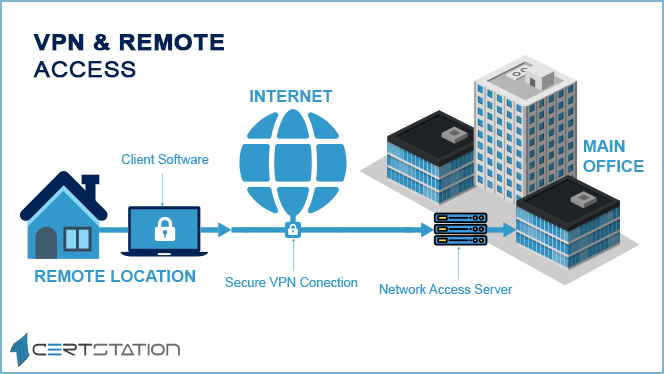 VPN & REMOTE
ACCESS
INTERNET
Client Software
MAIN
OFFICE
REMOTE LOCATION
Secure VPN Conection
Network Access Server
CERTSTATION